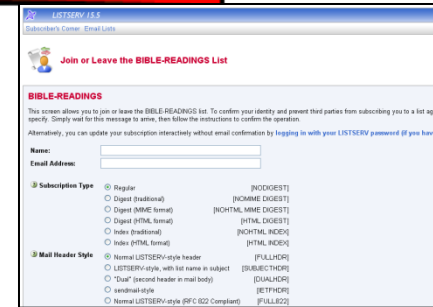 LISTSERV 15.5
Subscriber's Corner Email Lists
Join or Leave the BIBLE-READINGS List
BIBLE-READINGS
This screen allows you to join or leave the BIBLE-READINGS list. To confirm your identity and prevent third parties from subscribing you to a list ag
specify. Simply wait for this message to arrive, then follow the instructions to confirm the operation.
Alternatively, you can update your subscription interactively without email confirmation by logging in with your LISTSERV password (if you hav
Name:
Email Address:
Subscription Type
Regular [NODIGEST]
Digest (traditional) [NOMIME DIGEST]
Digest (MIME format) [NOHTML MIME DIGEST]
Digest (HTML format) [HTML DIGEST]
Index (traditional) [NOHTML INDEX]
Index (HTML format) [HTML INDEX]
Mail Header Style
Normal LISTSERV-style header [FULLHDR]
LISTSERV-style, with list name in subject [SUBJECTHDR]
"Dual" (second header in mail body) [DUALHDR]
sendmail-style [IETFHDR]
Normal LISTSERV-style (RFC 822 Compliant) [FULL822]